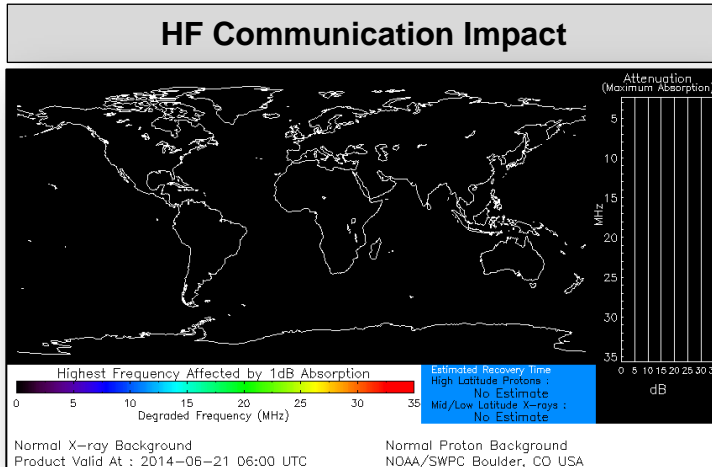 HF Communication Impact
Attenuation
(Maximum Absorption)
5
10
15
20
25
30
35
MHz
0 5 10 15 20 25 30
dB
Highest Frequency Affected by 1dB Absorption
0 5 10 15 20 25 30 35
Degraded Frequency (MHz)
Estimated Recovery Time
High Latitude Protons :
No Estimate
Mid/Low Latitude X-rays :
No Estimate
Normal X-ray Background
Product Valid At : 2014-06-21 06:00 UTC
Normal Proton Background
NOAA/SWPC Boulder, CO USA